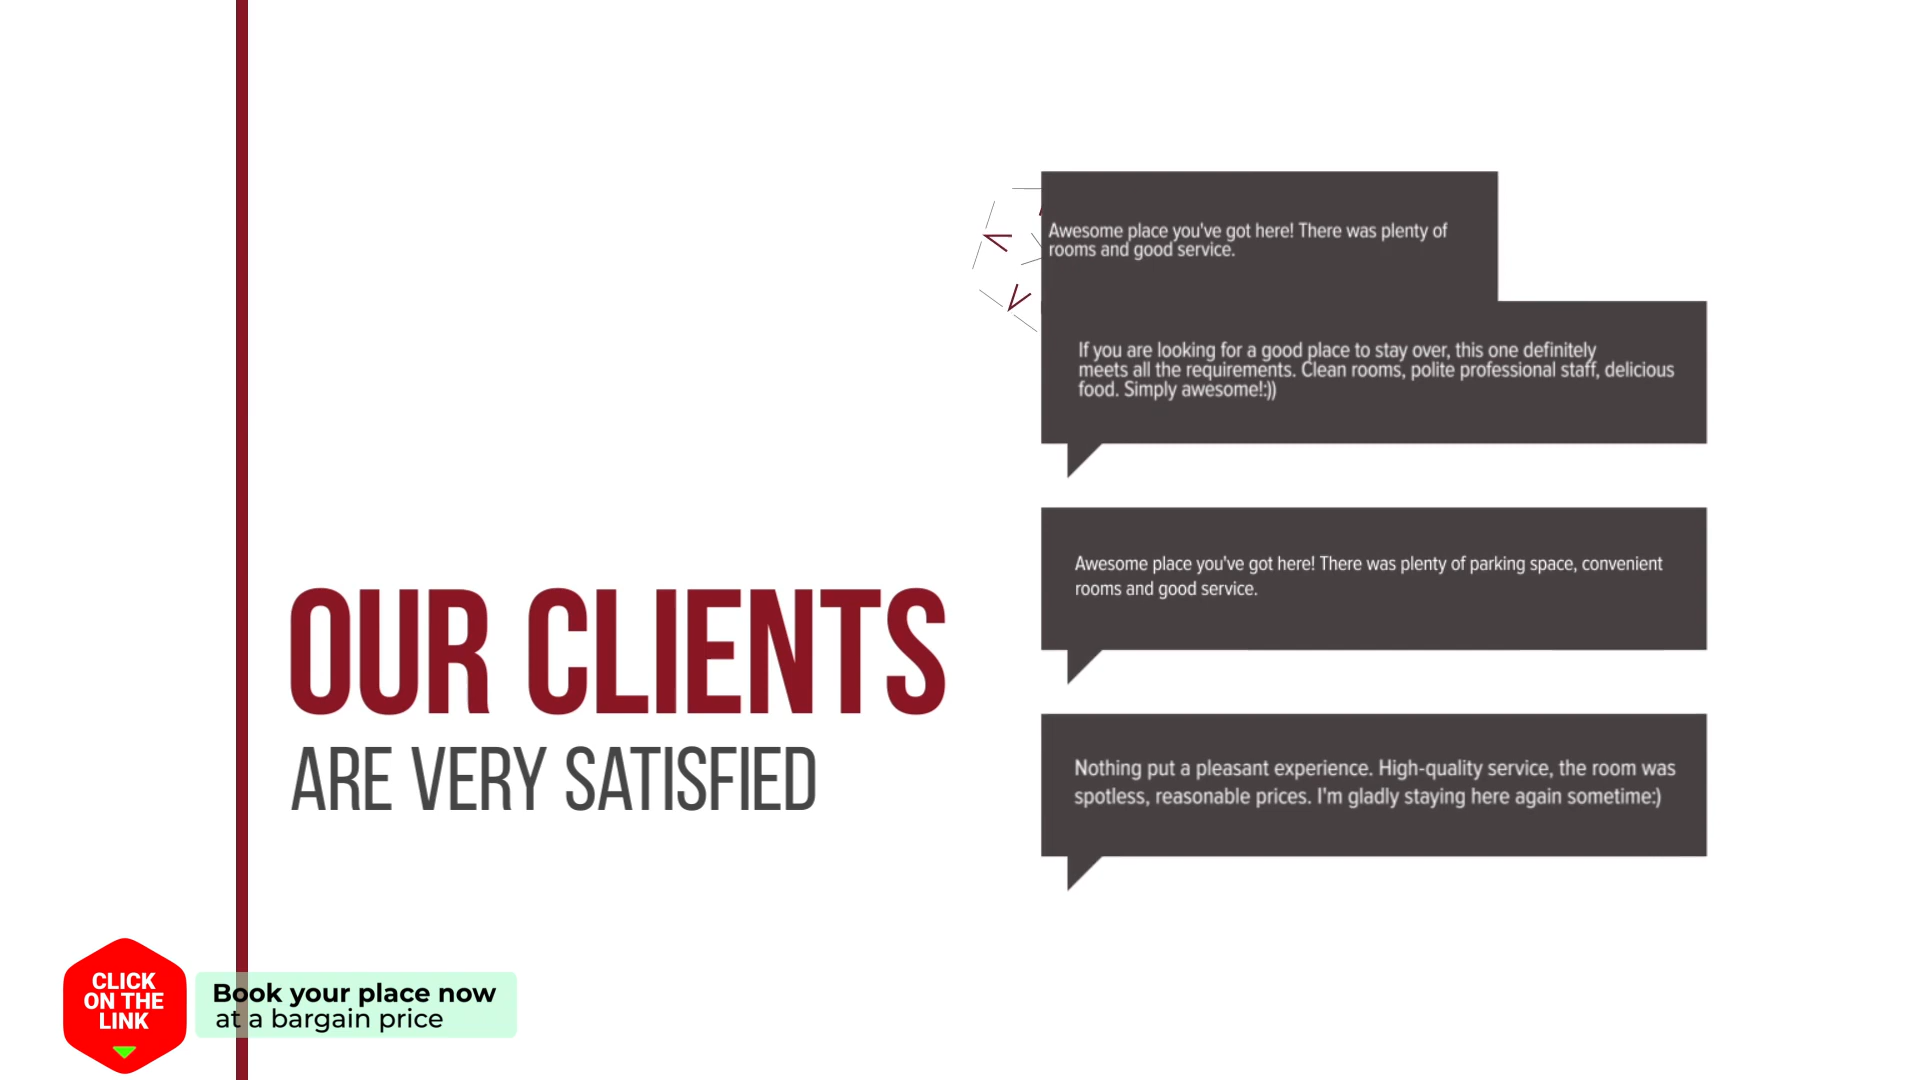 Awesome place you've got here! There was plenty of
rooms and good service.
If you are looking for a good place to stay over, this one definitely
meets all the requirements. Clean rooms, polite professional staff, delicious
food. Simply awesome!:))
Awesome place you've got here! There was plenty of parking space, convenient
rooms and good service.
OUR CLIENTS
ARE VERY SATISFIED
Nothing put a pleasant experience. High-quality service, the room was
spotless, reasonable prices. I'm gladly staying here again sometime:)
CLICK
ON THE
LINK
Book your place now
at a bargain price